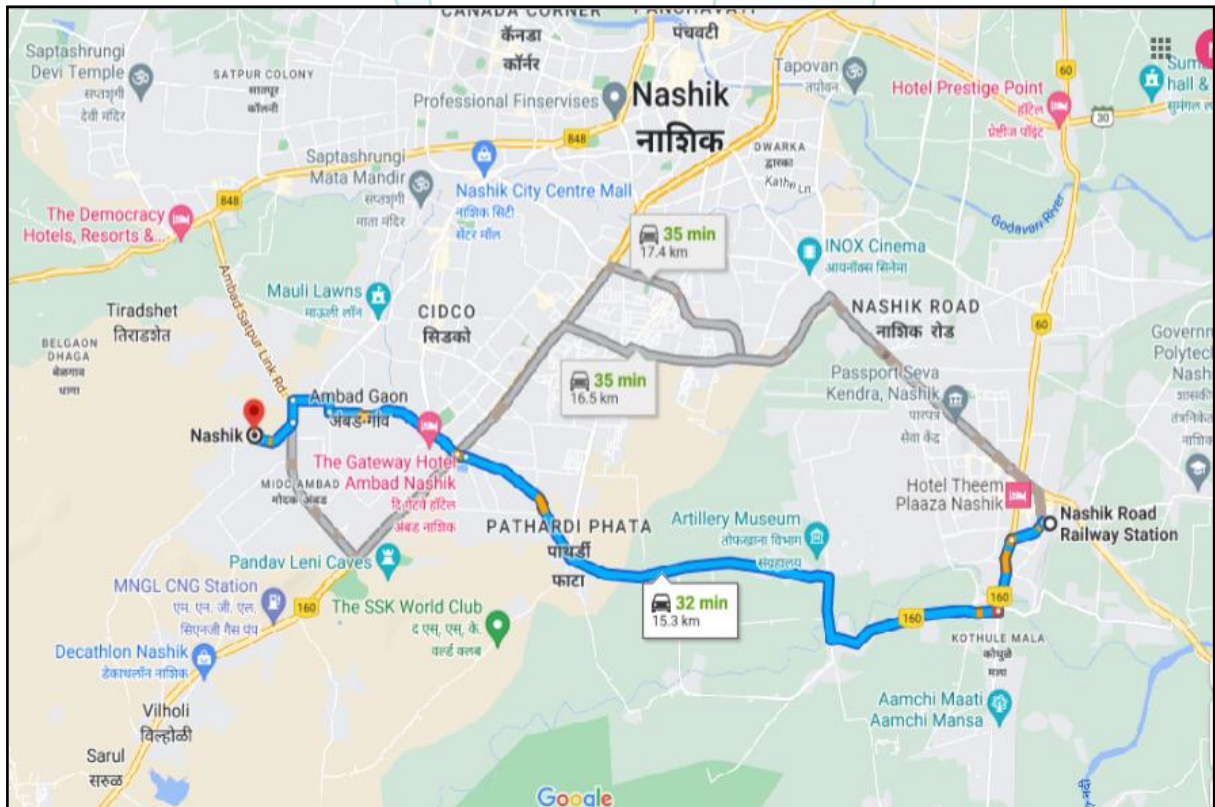 CANADA CORNER
कॅनडा
कॉर्नर
PANCHAVATI
पंचवटी
Saptashrungi
Devi Temple
सप्तशृंगी
देवी मंदिर
SATPUR COLONY
सातपूर
कॉलनी
Professional Finservises
Nashik
नाशिक
Tapovan
तपोवन
Hotel Prestige Point
हॉटेल
प्रेस्टीज पॉइंट
60
30
848
DWARKA
द्वारका
Saptashrungi
Mata Mandir
सप्तशृंगी
माता मंदिर
Nashik City Centre Mall
नाशिक सिटी
सेंटर मॉल
The Democracy
Hotels, Resorts &...
848
Ambad Satpur Link Rd
Godavari River
35 min
17.4 km
INOX Cinema
आयनॉक्स सिनेमा
Mauli Lawns
माऊली लॉन
CIDCO
सिडको
NASHIK ROAD
नाशिक रोड
Tiradshet
तिराडशेत
BELGAON
DHAGA
बेळगाव
धागा
60
35 min
16.5 km
Passport Seva
Kendra, Nashik
पारपत्र
सेवा केंद्र
Ambad Gaon
अंबड गाव
Nashik
The Gateway Hotel
Ambad Nashik
दि गेटवे हॉटेल
अंबड नाशिक
MIDC AMBAD
Hotel Theem
Plaaza Nashik
Nashik Road
Railway Station
PATHARDI PHATA
पाथर्डी
फाटा
Artillery Museum
तोफखाना विभाग
संग्रहालय
Pandav Leni Caves
MNGL CNG Station
एम. एन. जी. एल.
सिएनजी गैस पंप
160
The SSK World Club
द एस. एस. के.
वर्ल्ड क्लब
32 min
15.3 km
160
160
KOTHULE MALA
कोथुळे
मळा
Decathlon Nashik
डेकाथलॉन नाशिक
Vilholi
विल्होळी
Aamchi Maati
Aamchi Mansa
Sarul
सरुळ
Google